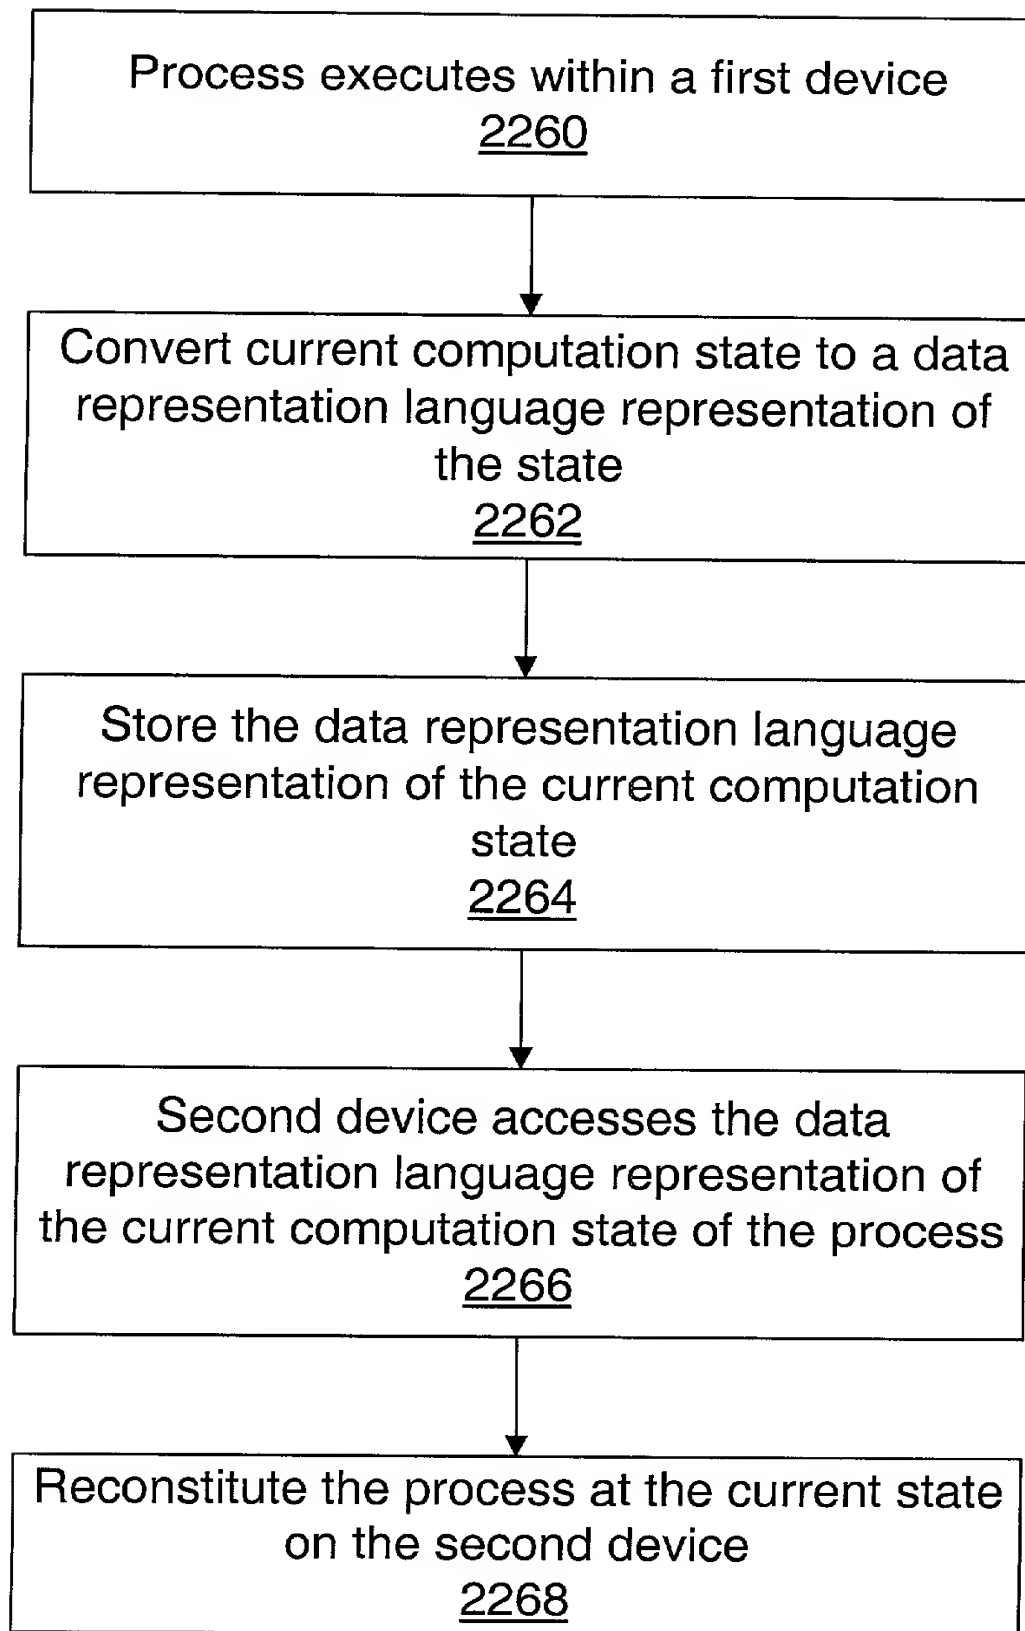 Process executes within a first device
2260
Convert current computation state to a data
representation language representation of
the state
2262
Store the data representation language
representation of the current computation
state
2264
Second device accesses the data
representation language representation of
the current computation state of the process
2266
Reconstitute the process at the current state
on the second device
2268